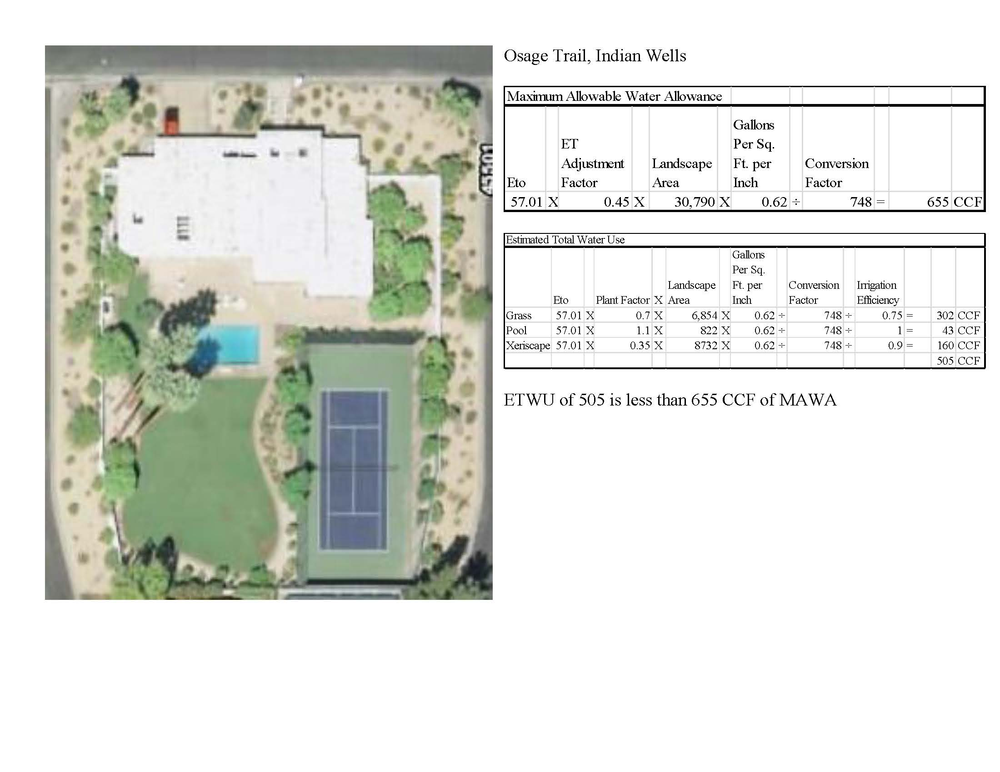 Osage Trail, Indian Wells
Maximum Allowable Water Allowance
Eto ET Adjustment Factor Landscape Area Gallons Per Sq. Ft. per Inch Conversion Factor
57.01 X 0.45 X 30,790 X 0.62 ÷ 748 = 655 CCF
Estimated Total Water Use
Eto Plant Factor X Landscape Area Gallons Per Sq. Ft. per Inch Conversion Factor Irrigation Efficiency
Grass 57.01 X 0.7 X 6,854 X 0.62 ÷ 748 ÷ 0.75 = 302 CCF
Pool 57.01 X 1.1 X 822 X 0.62 ÷ 748 ÷ 1 = 43 CCF
Xeriscape 57.01 X 0.35 X 8732 X 0.62 ÷ 748 ÷ 0.9 = 160 CCF
505 CCF
ETWU of 505 is less than 655 CCF of MAWA